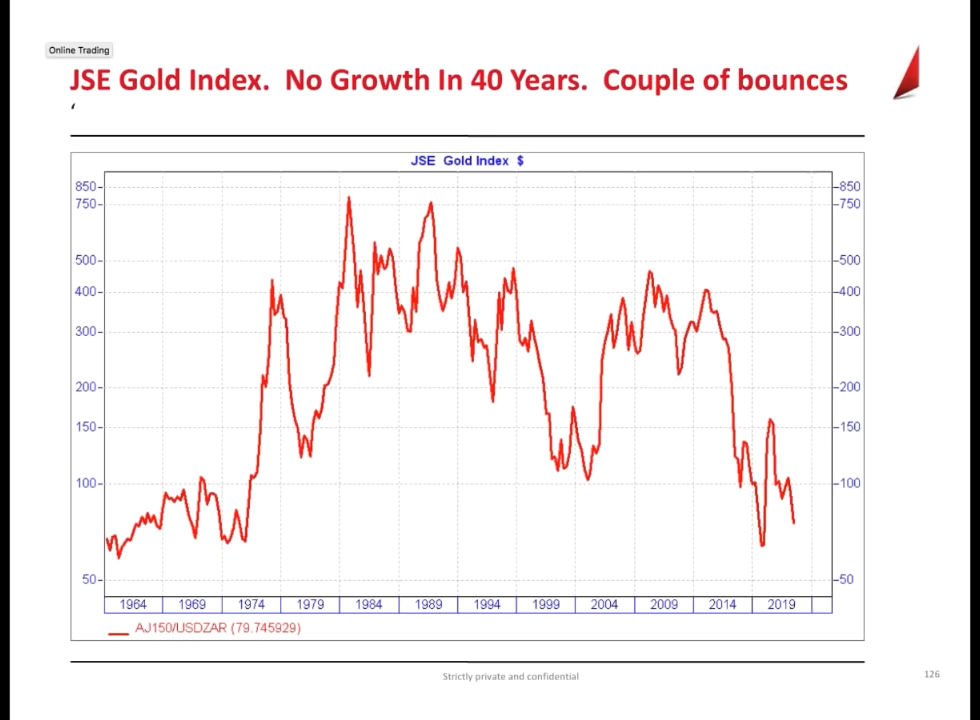 Online Trading
JSE Gold Index. No Growth In 40 Years. Couple of bounces
‘
JSE Gold Index $
850 850
750 750
500 500
400 400
300 300
200 200
150 150
100 100
50 50
1964 1969 1974 1979 1984 1989 1994 1999 2004 2009 2014 2019
AJ150/USDZAR (79.745929)
Strictly private and confidential 126